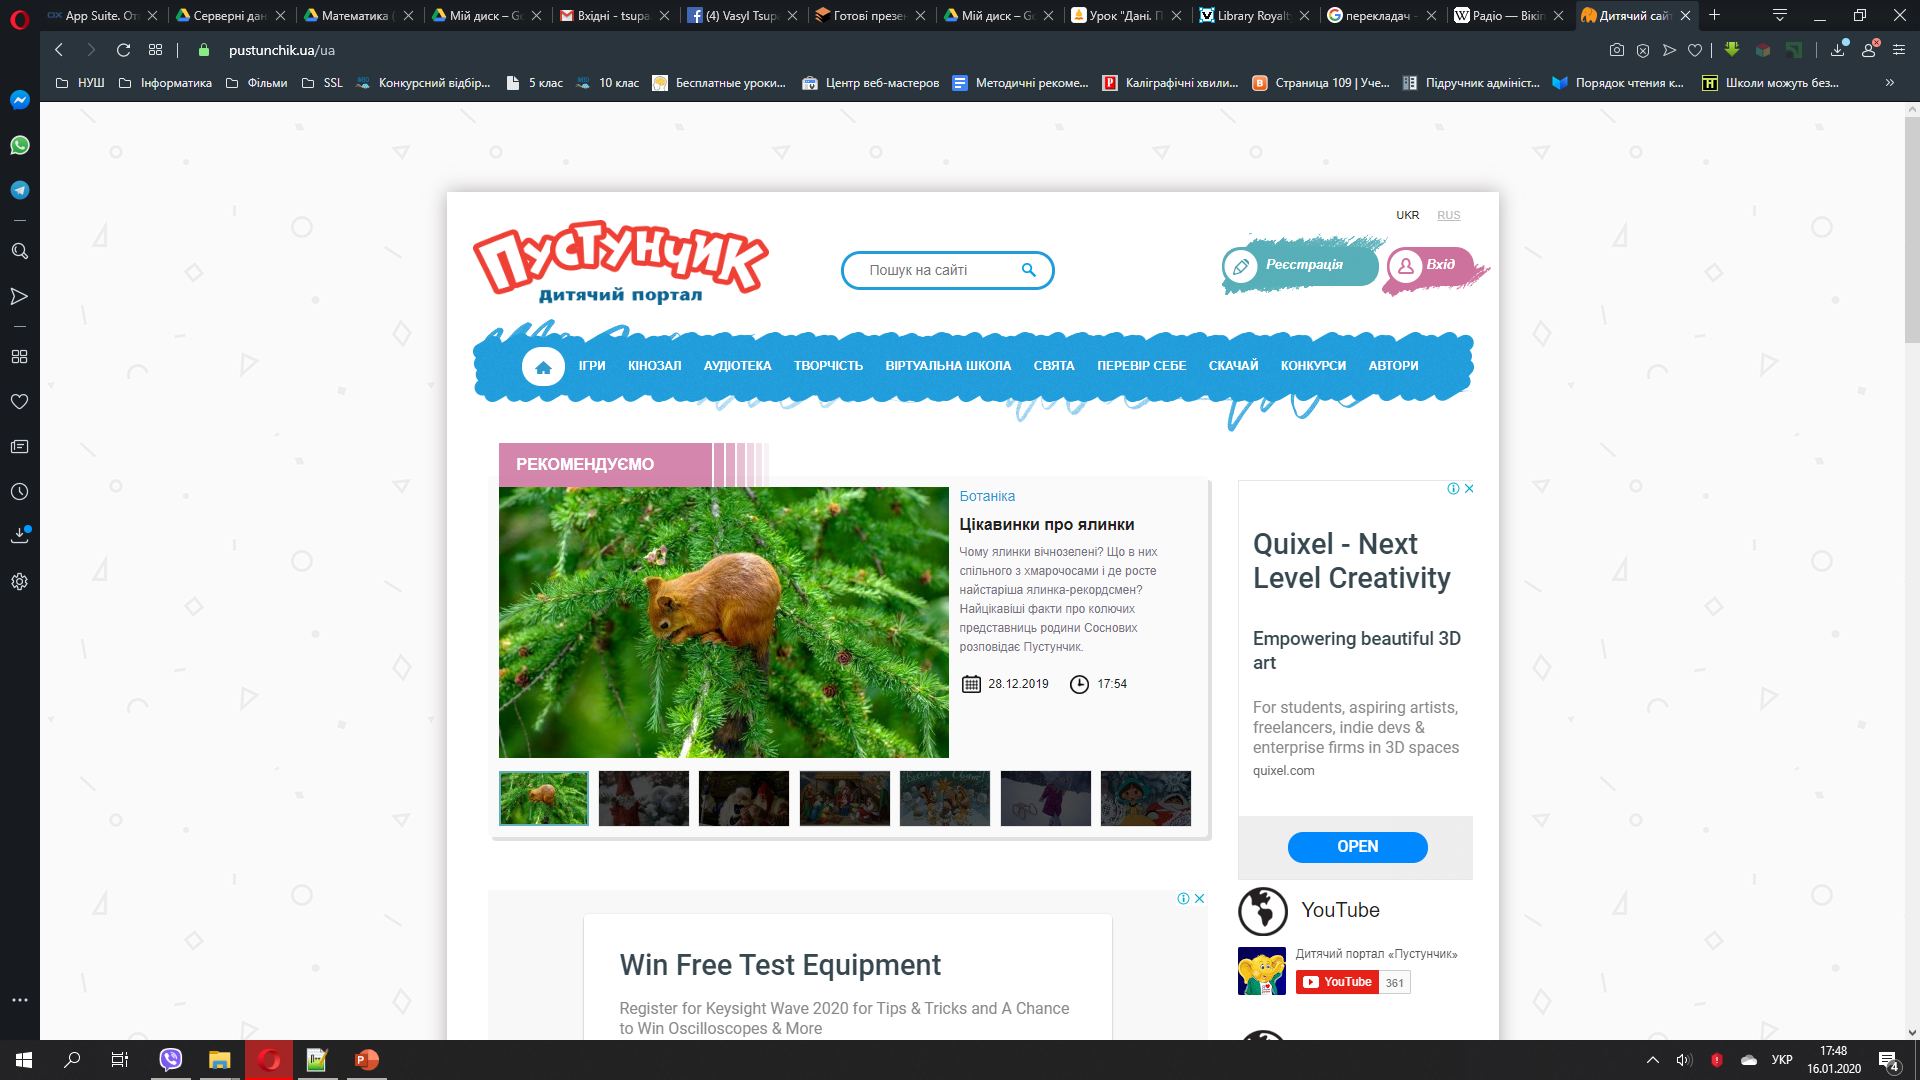 App Suite. От
Серверні дан
Математика (
Мій диск – Go
Вхідні - tsupa
(4) Vasyl Tsupa
Готові презен
Мій диск – Go
Урок "Дані. П
Library Royalt
перекладач -
Радіо — Вікіп
Дитячий сайт
pustunchik.ua/ua
НУШ
Інформатика
Фільми
SSL
Конкурсний відбір...
5 клас
10 клас
Бесплатные уроки...
Центр веб-мастеров
Методичні рекоме...
Каліграфічні хвили...
Страница 109 | Уче...
Підручник адмініст...
Порядок чтения к...
Школи можуть без...
UKR RUS
Пустунчик
Дитячий портал
Пошук на сайті
Реєстрація
Вхід
ІГРИ КІНОЗАЛ АУДІОТЕКА ТВОРЧІСТЬ ВІРТУАЛЬНА ШКОЛА СВЯТА ПЕРЕВІР СЕБЕ СКАЧАЙ КОНКУРСИ АВТОРИ
РЕКОМЕНДУЄМО
Ботаніка
Цікавинки про ялинки
Чому ялинки вічнозелені? Що в них
спільного з хмарочосами і де росте
найстаріша ялинка-рекордсмен?
Найцікавіші факти про колючих
представниць родини Соснових
розповідає Пустунчик.
28.12.2019 17:54
Quixel - Next
Level Creativity
Empowering beautiful 3D
art
For students, aspiring artists,
freelancers, indie devs &
enterprise firms in 3D spaces
quixel.com
OPEN
YouTube
Дитячий портал «Пустунчик»
YouTube 361
Win Free Test Equipment
Register for Keysight Wave 2020 for Tips & Tricks and A Chance
to Win Oscilloscopes & More
УКР
17:48
16.01.2020
4